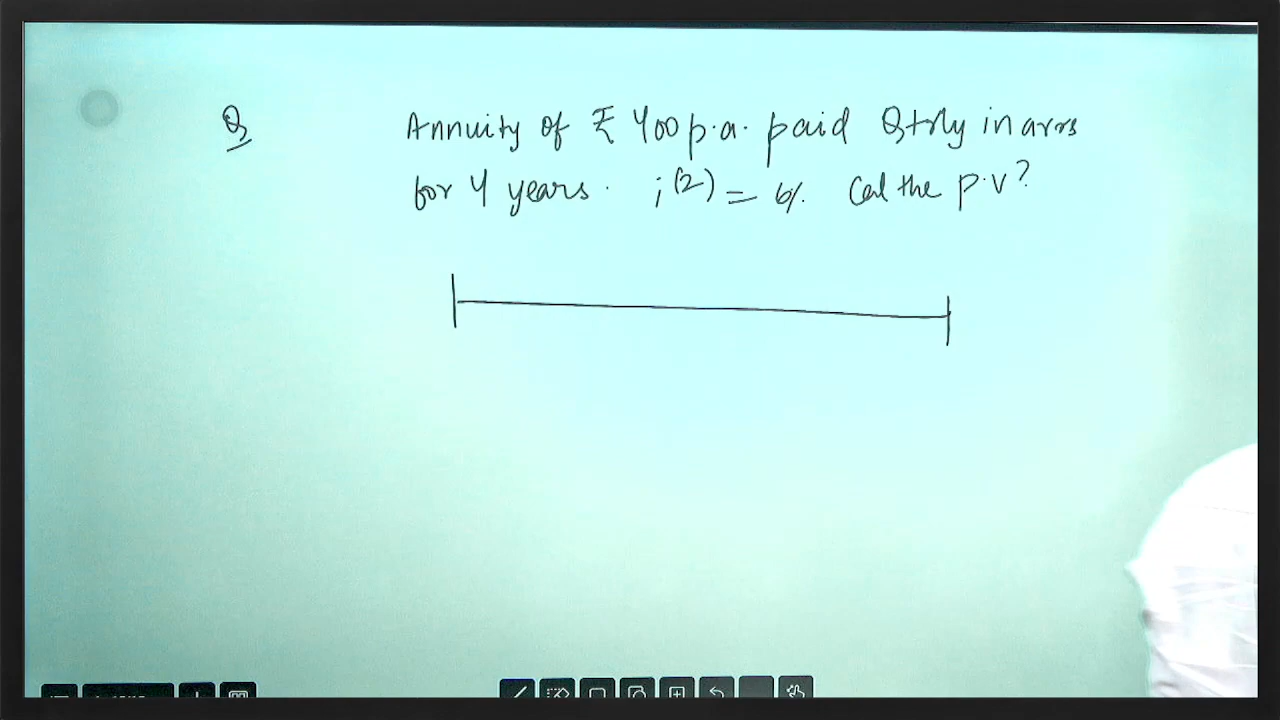 Q
Annuity of ₹ 400 p.a. paid Qtrly in arrs
for 4 years. i(2) = 6%. Cal the p.v?